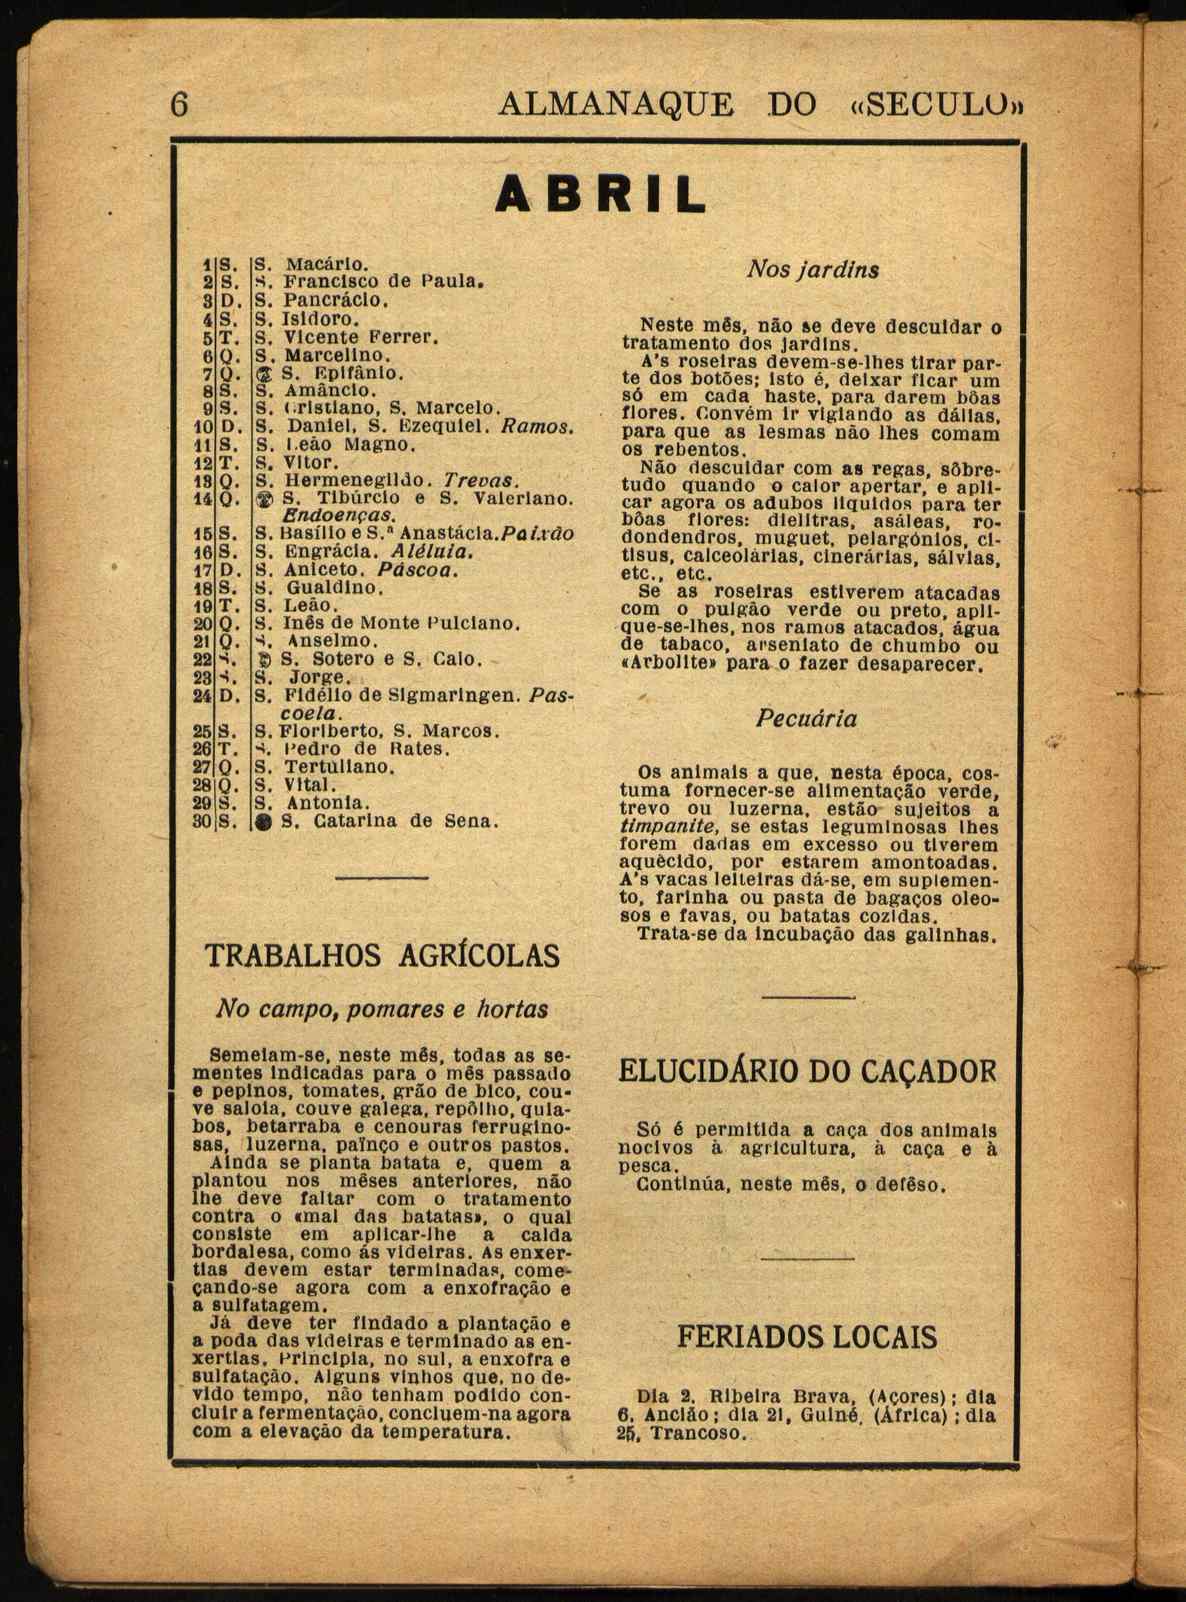 6 ALMANAQUE DO «SECULO»
ABRIL
1 S. S. Macário.
2 S. S. Francisco de Paula.
3 D. S. Pancrácio.
4 S. S. Isidoro.
5 T. S. Vicente Ferrer.
6 Q. S. Marcelino.
7 Q. S. Epifânio.
8 S. S. Amâncio.
9 S. S. Cristiano, S. Marcelo.
10 D. S. Daniel, S. Ezequiel. Ramos.
11 S. S. Leão Magno.
12 T. S. Vitor.
13 Q. S. Hermenegildo. Trevas.
14 Q. S. Tibúrcio e S. Valeriano.
Endoenças.
15 S. S. Basílio e S.ª Anastácia. Paixão
16 S. S. Engrácia. Aléluia.
17 D. S. Aniceto. Páscoa.
18 S. S. Gualdino.
19 T. S. Leão.
20 Q. S. Inês de Monte Pulciano.
21 Q. S. Anselmo.
22 S. S. Sotero e S. Caio.
23 S. S. Jorge.
24 D. S. Fidélio de Sigmaringen. Pas-
coela.
25 S. S. Floriberto, S. Marcos.
26 T. S. Pedro de Rates.
27 Q. S. Tertuliano.
28 Q. S. Vital.
29 S. S. Antonia.
30 S. S. Catarina de Sena.
TRABALHOS AGRÍCOLAS
No campo, pomares e hortas
Semeiam-se, neste mês, todas as se-
mentes indicadas para o mês passado
e pepinos, tomates, grão de bico, cou-
ve saloia, couve galega, repôlho, quia-
bos, betarraba e cenouras ferrugino-
sas, luzerna, païnço e outros pastos.
Ainda se planta batata e, quem a
plantou nos mêses anteriores, não
lhe deve faltar com o tratamento
contra o «mal das batatas», o qual
consiste em aplicar-lhe a calda
bordalesa, como ás videiras. As enxer-
tias devem estar terminadas, come-
çando-se agora com a enxofração e
a sulfatagem.
Já deve ter findado a plantação e
a poda das videiras e terminado as en-
xertias. Principia, no sul, a enxofra e
sulfatação. Alguns vinhos que, no de-
vido tempo, não tenham podido con-
cluir a fermentação, concluem-na agora
com a elevação da temperatura.
Nos jardins
Neste mês, não se deve descuidar o
tratamento dos jardins.
A's roseiras devem-se-lhes tirar par-
te dos botões; isto é, deixar ficar um
só em cada haste, para darem bôas
flores. Convém ir vigiando as dálias,
para que as lesmas não lhes comam
os rebentos.
Não descuidar com as regas, sôbre-
tudo quando o calor apertar, e apli-
car agora os adubos liquidos para ter
bôas flores: dielitras, asáleas, ro-
dondendros, muguet, pelargónios, ci-
tisus, calceolárias, cinerárias, sálvias,
etc., etc.
Se as roseiras estiverem atacadas
com o pulgão verde ou preto, apli-
que-se-lhes, nos ramos atacados, água
de tabaco, arseniato de chumbo ou
«Arbolite» para o fazer desaparecer.
Pecuária
Os animais a que, nesta época, cos-
tuma fornecer-se alimentação verde,
trevo ou luzerna, estão sujeitos a
timpanite, se estas leguminosas lhes
forem dadas em excesso ou tiverem
aquècido, por estarem amontoadas.
A's vacas leiteiras dá-se, em suplemen-
to, farinha ou pasta de bagaços oleo-
sos e favas, ou batatas cozidas.
Trata-se da incubação das galinhas.
ELUCIDÁRIO DO CAÇADOR
Só é permitida a caça dos animais
nocivos à agricultura, à caça e à
pesca.
Continúa, neste mês, o defêso.
FERIADOS LOCAIS
Dia 2, Ribeira Brava, (Açores); dia
6, Ancião; dia 21, Guiné, (África); dia
25, Trancoso.